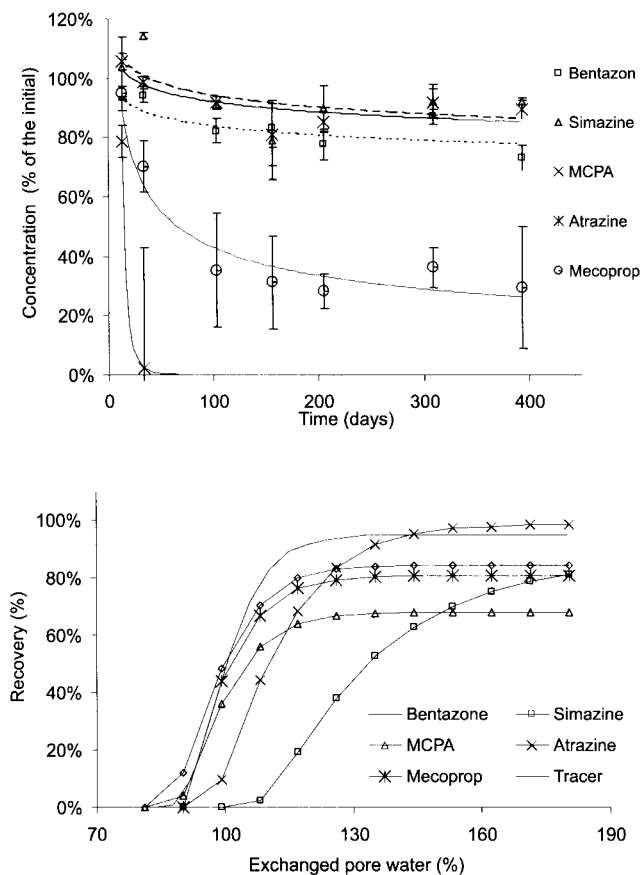 120%
100%
80%
60%
40%
20%
0%
Concentration (% of the initial)
0
100
200
300
400
Time (days)
Bentazon
Simazine
MCPA
Atrazine
Mecoprop
100%
80%
60%
40%
20%
0%
Recovery (%)
Bentazone Simazine
MCPA Atrazine
Mecoprop Tracer
70
100
130
160
190
Exchanged pore water (%)